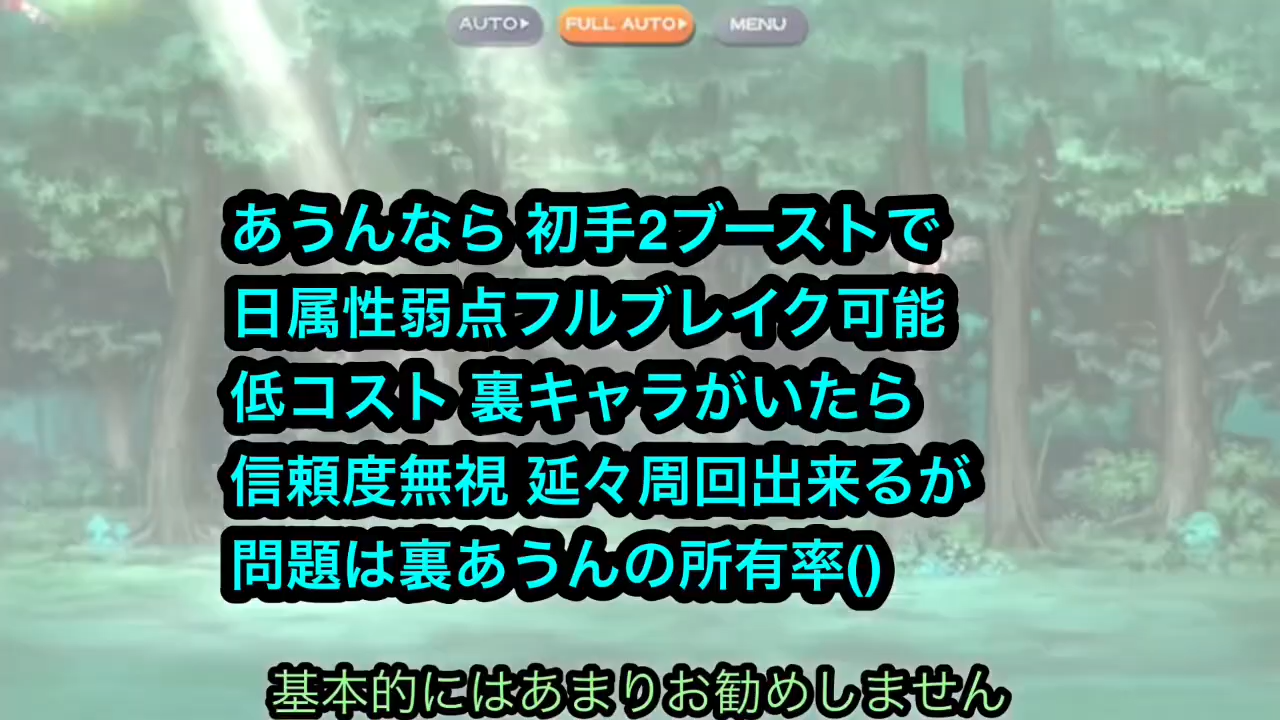 AUTO▶ FULL AUTO▶ MENU
あうんなら 初手2ブーストで
日属性弱点フルブレイク可能
低コスト 裏キャラがいたら
信頼度無視 延々周回出来るが
問題は裏あうんの所有率()
基本的にはあまりお勧めしません